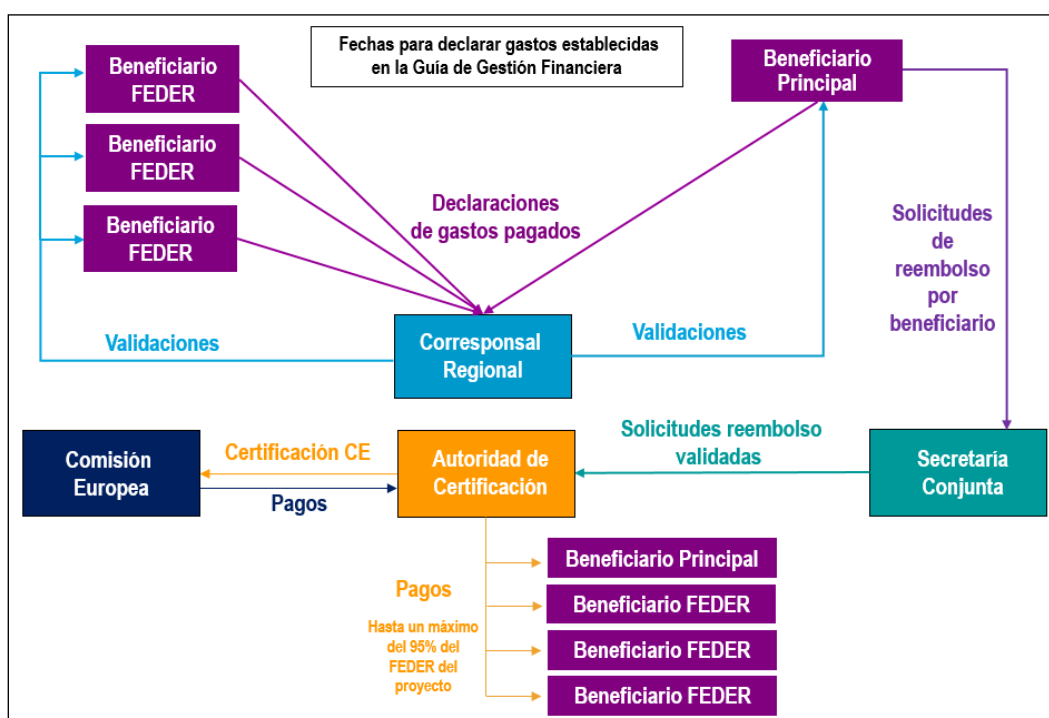 Fechas para declarar gastos establecidas
en la Guía de Gestión Financiera
Beneficiario
FEDER
Beneficiario
FEDER
Beneficiario
FEDER
Beneficiario
Principal
Declaraciones
de gastos pagados
Solicitudes
de
reembolso
por
beneficiario
Validaciones
Corresponsal
Regional
Validaciones
Comisión
Europea
Certificación CE
Pagos
Autoridad de
Certificación
Solicitudes reembolso
validadas
Secretaría
Conjunta
Pagos
Hasta un máximo
del 95% del
FEDER del
proyecto
Beneficiario Principal
Beneficiario FEDER
Beneficiario FEDER
Beneficiario FEDER